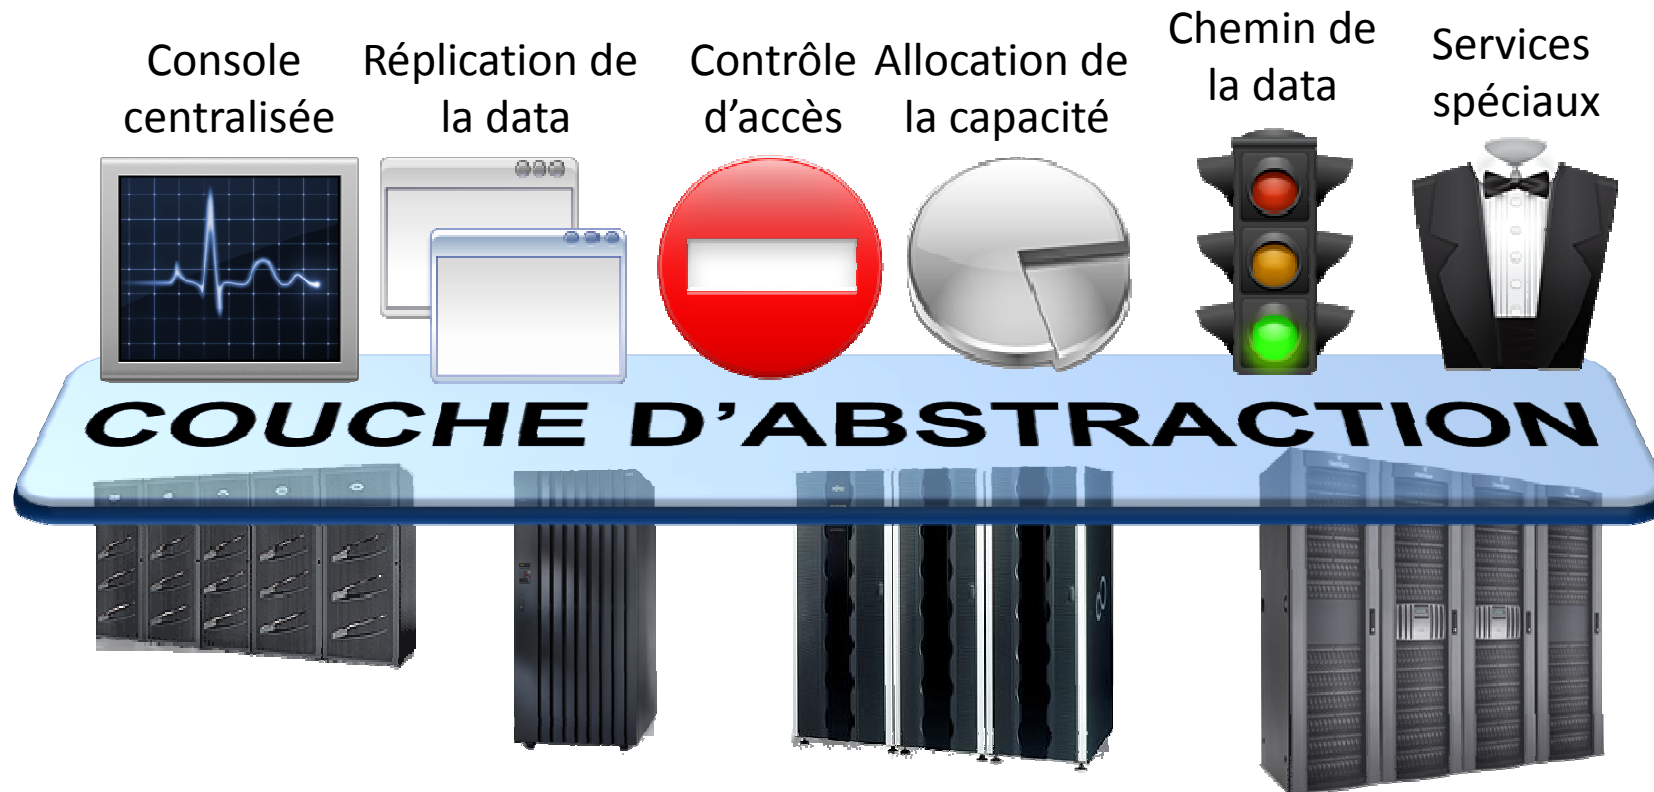 Console
centralisée
Réplication de
la data
Contrôle
d’accès
Allocation de
la capacité
Chemin de
la data
Services
spéciaux
COUCHE D’ABSTRACTION